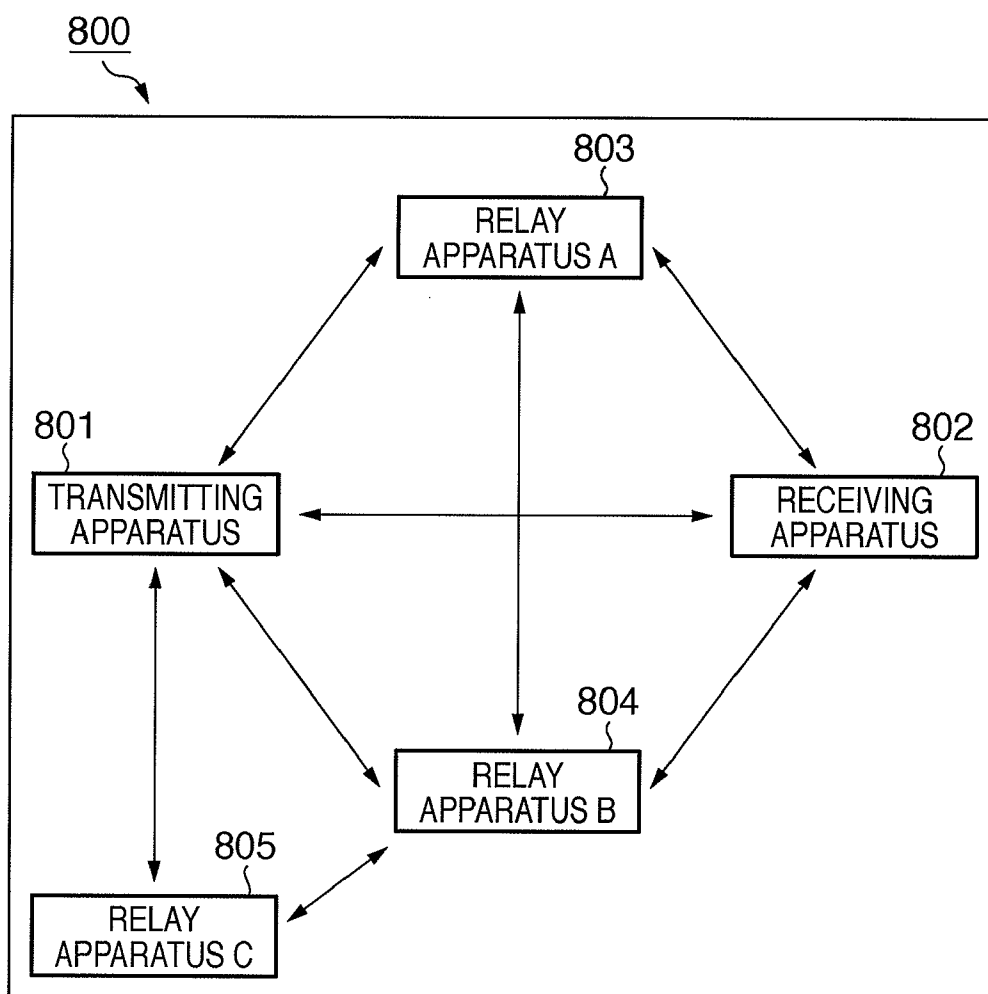 800
803
RELAY
APPARATUS A
801
TRANSMITTING
APPARATUS
802
RECEIVING
APPARATUS
804
RELAY
APPARATUS B
805
RELAY
APPARATUS C